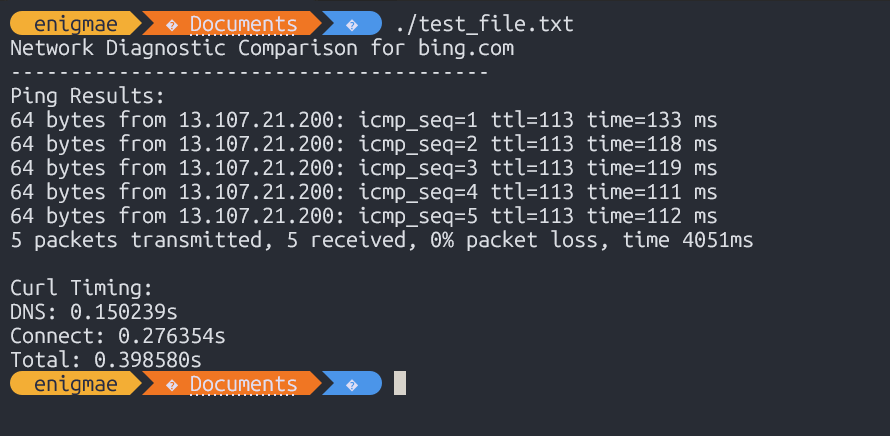 enigmae � Documents � ./test_file.txt
Network Diagnostic Comparison for bing.com
----------------------------------------
Ping Results:
64 bytes from 13.107.21.200: icmp_seq=1 ttl=113 time=133 ms
64 bytes from 13.107.21.200: icmp_seq=2 ttl=113 time=118 ms
64 bytes from 13.107.21.200: icmp_seq=3 ttl=113 time=119 ms
64 bytes from 13.107.21.200: icmp_seq=4 ttl=113 time=111 ms
64 bytes from 13.107.21.200: icmp_seq=5 ttl=113 time=112 ms
5 packets transmitted, 5 received, 0% packet loss, time 4051ms

Curl Timing:
DNS: 0.150239s
Connect: 0.276354s
Total: 0.398580s
enigmae � Documents �